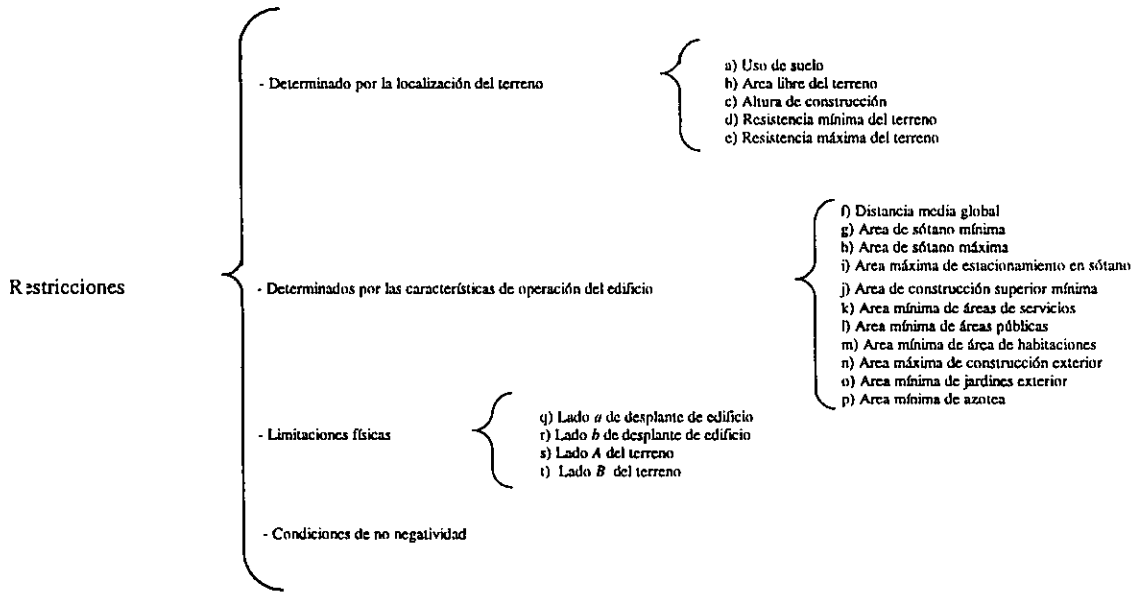 Restricciones
- Determinado por la localización del terreno
a) Uso de suelo
b) Area libre del terreno
c) Altura de construcción
d) Resistencia mínima del terreno
e) Resistencia máxima del terreno
- Determinados por las características de operación del edificio
f) Distancia media global
g) Area de sótano mínima
h) Area de sótano máxima
i) Area máxima de estacionamiento en sótano
j) Area de construcción superior mínima
k) Area mínima de áreas de servicios
l) Area mínima de áreas públicas
m) Area mínima de área de habitaciones
n) Area máxima de construcción exterior
o) Area mínima de jardines exterior
p) Area mínima de azotea
- Limitaciones físicas
q) Lado a de desplante de edificio
r) Lado b de desplante de edificio
s) Lado A del terreno
t) Lado B del terreno
- Condiciones de no negatividad